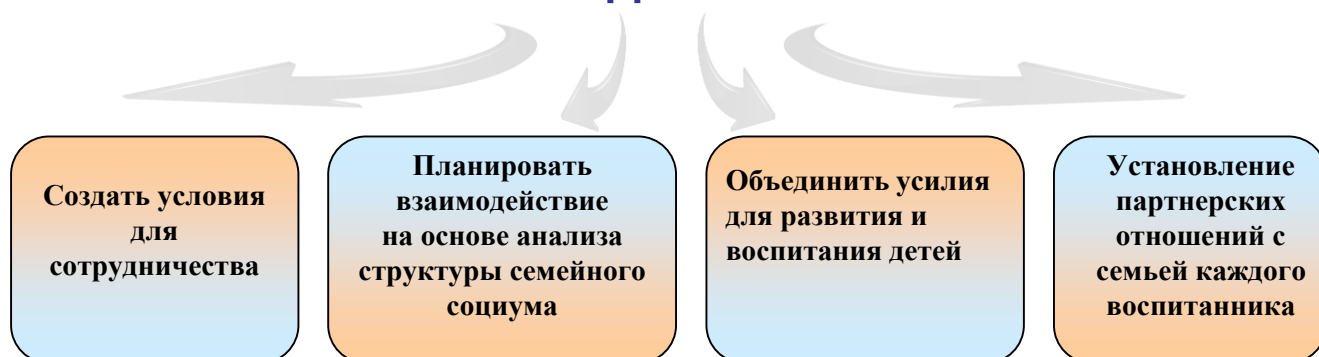 Создать условия
для
сотрудничества
Планировать
взаимодействие
на основе анализа
структуры семейного
социума
Объединить усилия
для развития и
воспитания детей
Установление
партнерских
отношений с
семьей каждого
воспитанника